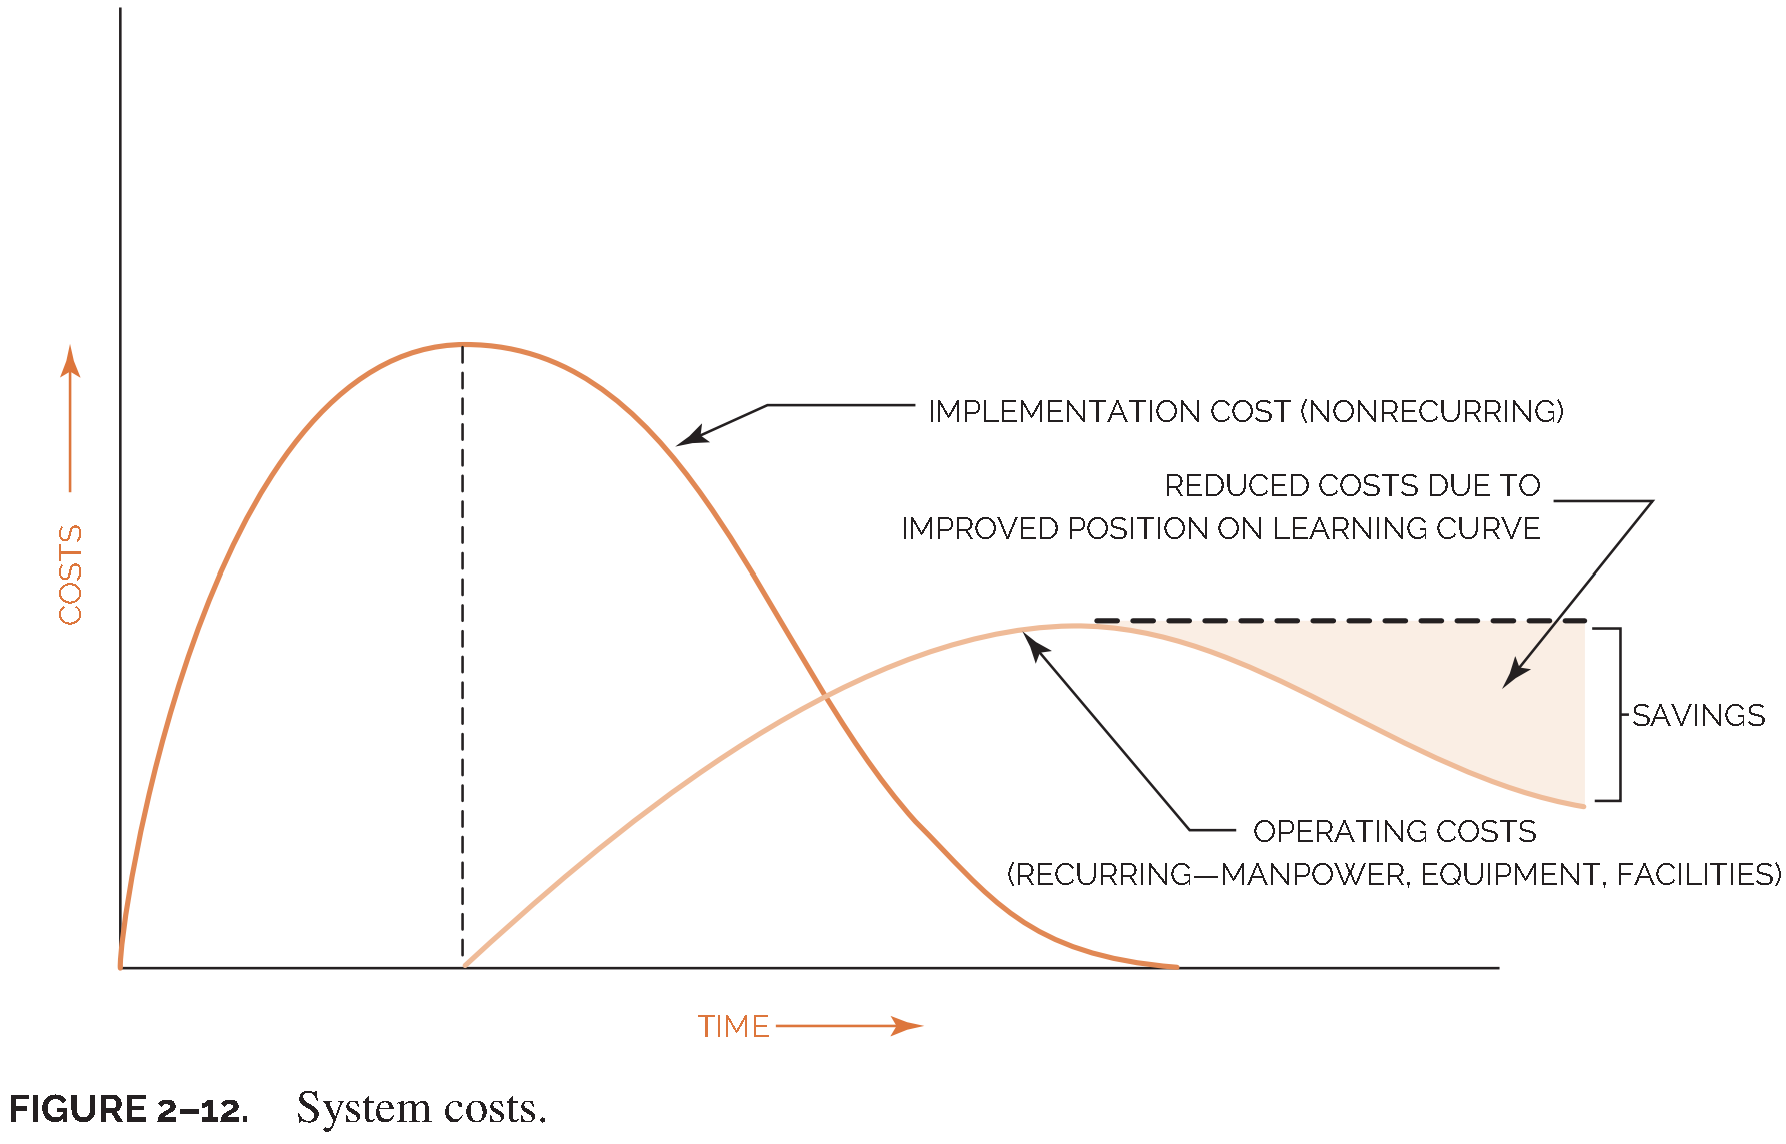 IMPLEMENTATION COST (NONRECURRING)
REDUCED COSTS DUE TO
IMPROVED POSITION ON LEARNING CURVE
COSTS
SAVINGS
OPERATING COSTS
(RECURRING—MANPOWER, EQUIPMENT, FACILITIES)
TIME
FIGURE 2–12. System costs.